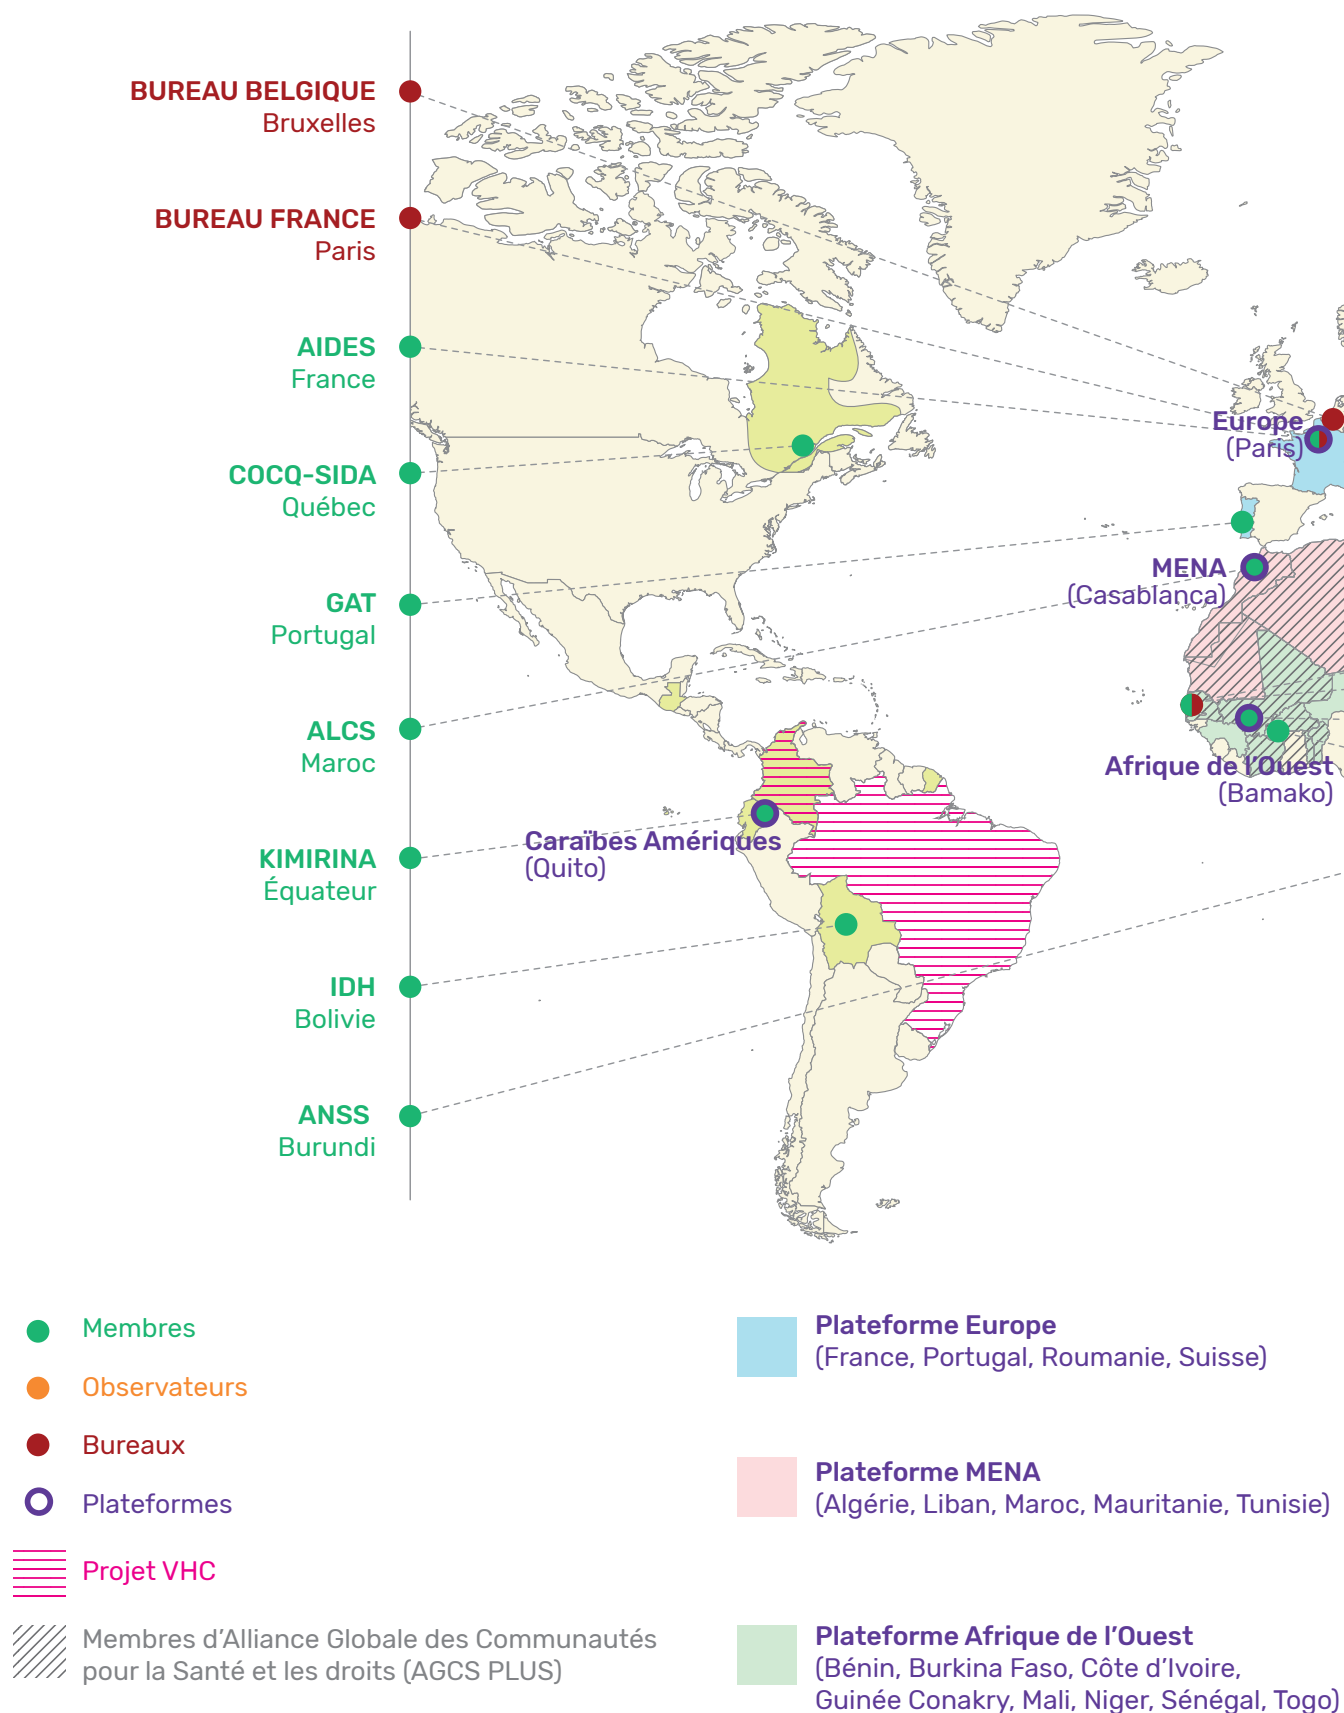 BUREAU BELGIQUE
Bruxelles
BUREAU FRANCE
Paris
AIDES
France
COCQ-SIDA
Québec
GAT
Portugal
ALCS
Maroc
KIMIRINA
Équateur
IDH
Bolivie
ANSS
Burundi
Europe
(Paris)
MENA
(Casablanca)
Afrique de l'Ouest
(Bamako)
Caraïbes Amériques
(Quito)
Membres
Observateurs
Bureaux
Plateformes
Projet VHC
Membres d'Alliance Globale des Communautés
pour la Santé et les droits (AGCS PLUS)
Plateforme Europe
(France, Portugal, Roumanie, Suisse)
Plateforme MENA
(Algérie, Liban, Maroc, Mauritanie, Tunisie)
Plateforme Afrique de l'Ouest
(Bénin, Burkina Faso, Côte d'Ivoire,
Guinée Conakry, Mali, Niger, Sénégal, Togo)